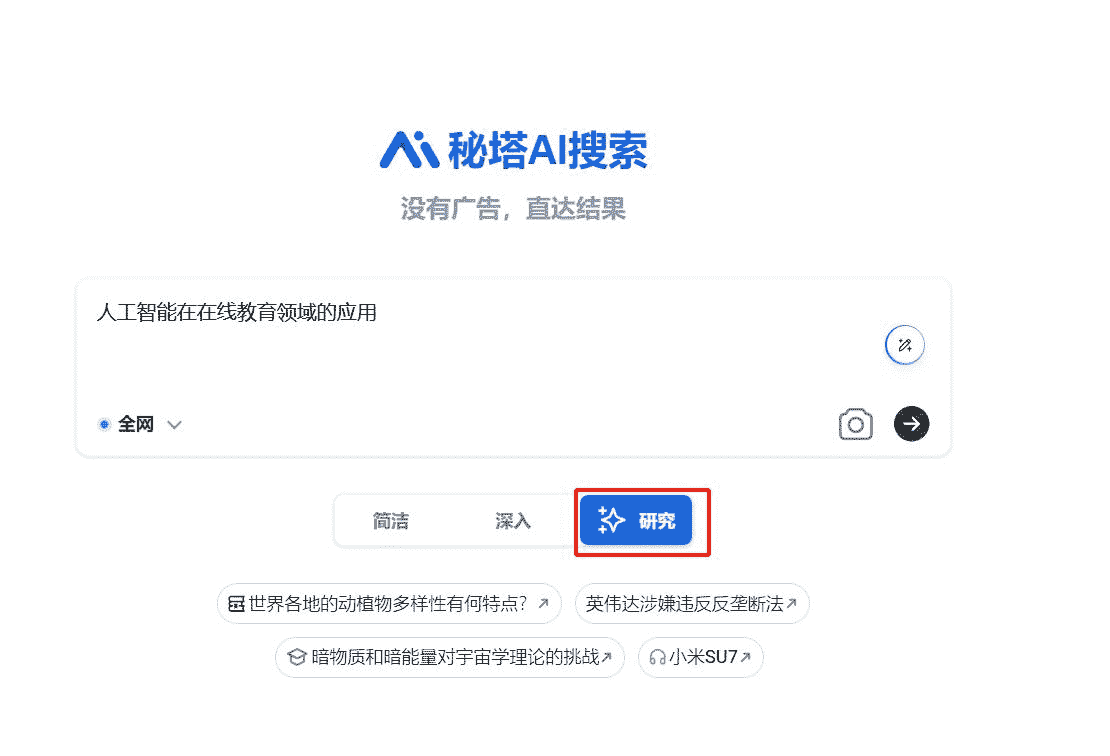 秘塔AI搜索
没有广告，直达结果
人工智能在在线教育领域的应用
全网
简洁 深入 研究
世界各地的动植物多样性有何特点? 英伟达涉嫌违反反垄断法
暗物质和暗能量对宇宙学理论的挑战 小米SU7